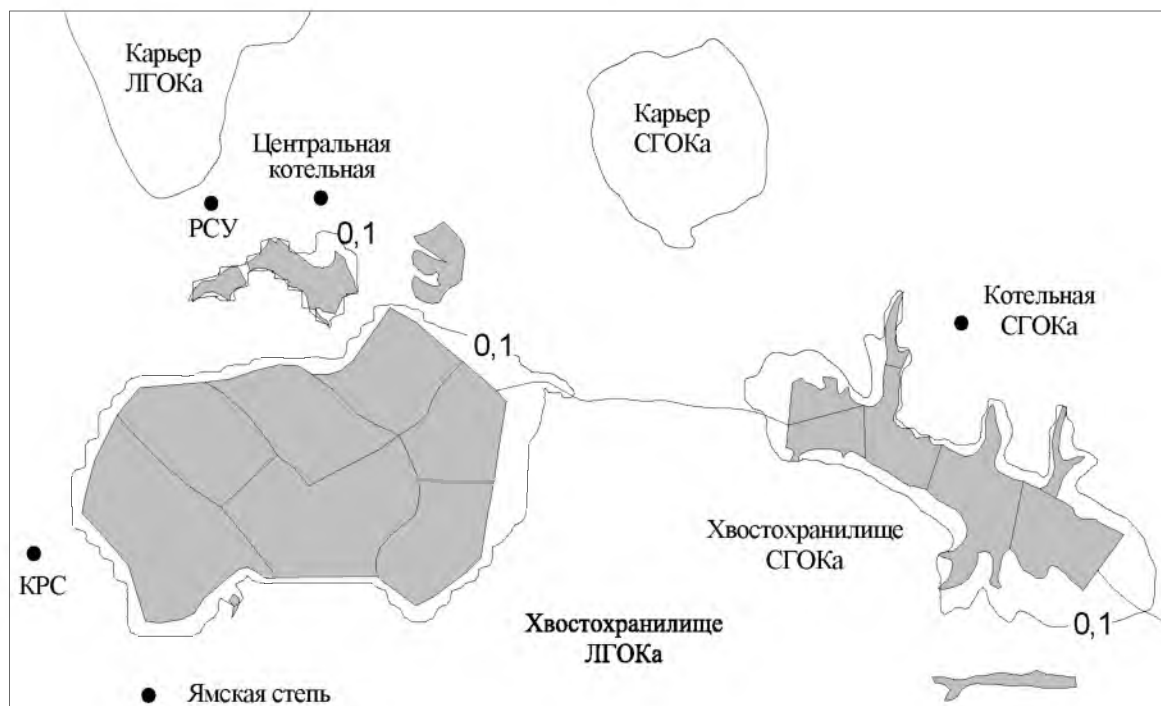 Карьер
ЛГОКа
Карьер
СГОКа
Центральная
котельная
РСУ
0,1
Котельная
СГОКа
0,1
Хвостохранилище
СГОКа
КРС
Хвостохранилище
ЛГОКа
0,1
Ямская степь